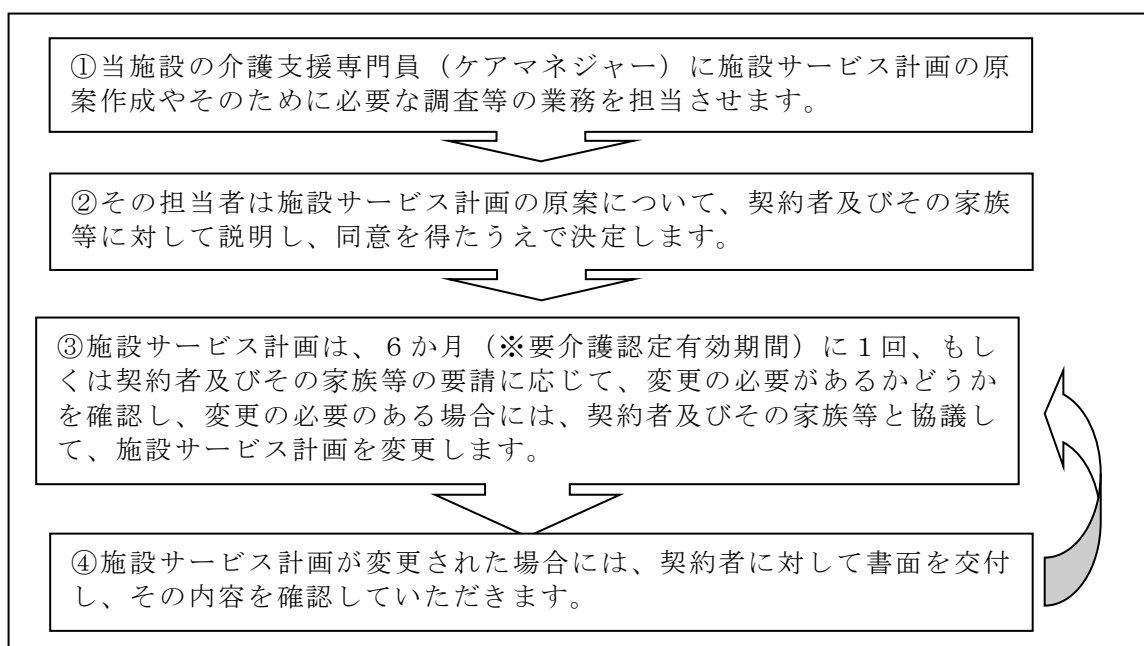 ①当施設の介護支援専門員（ケアマネジャー）に施設サービス計画の原
案作成やそのために必要な調査等の業務を担当させます。
②その担当者は施設サービス計画の原案について、契約者及びその家族
等に対して説明し、同意を得たうえで決定します。
③施設サービス計画は、６か月（※要介護認定有効期間）に１回、もし
くは契約者及びその家族等の要請に応じて、変更の必要があるかどうか
を確認し、変更の必要のある場合には、契約者及びその家族等と協議し
て、施設サービス計画を変更します。
④施設サービス計画が変更された場合には、契約者に対して書面を交付
し、その内容を確認していただきます。